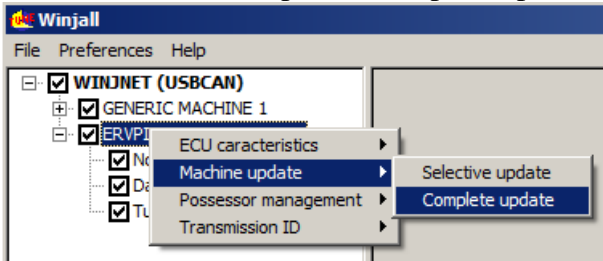 Winjall
File Preferences Help
WINJNET (USBCAN)
GENERIC MACHINE 1
ECU caracteristics
Machine update
Selective update
Complete update
Possessor management
Transmission ID